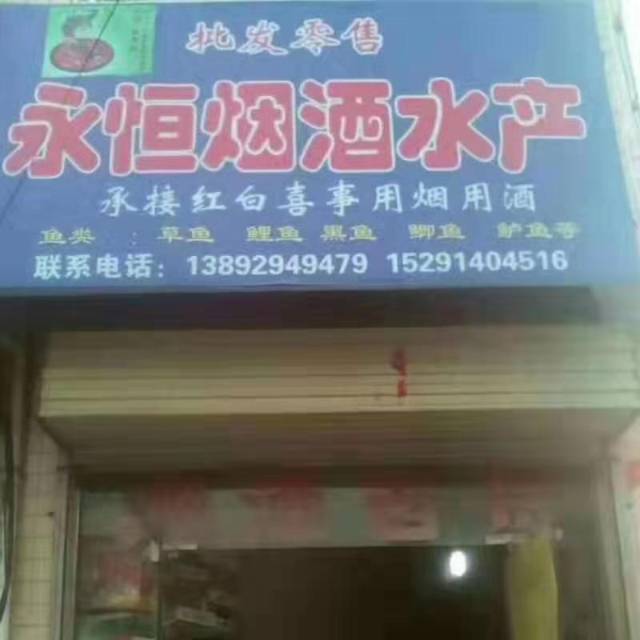 批发零售
永恒烟酒水产
承接红白喜事用烟用酒
鱼类：草鱼 鲤鱼 黑鱼 鲫鱼 鲈鱼等
联系电话：13892949479 15291404516